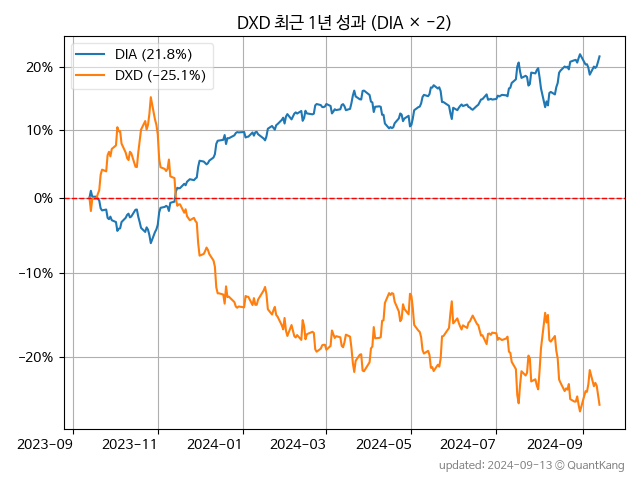 DXD 최근 1년 성과 (DIA × −2)
DIA (21.8%)
DXD (−25.1%)
20%
10%
0%
−10%
−20%
2023-09 2023-11 2024-01 2024-03 2024-05 2024-07 2024-09
updated: 2024-09-13 © QuantKang